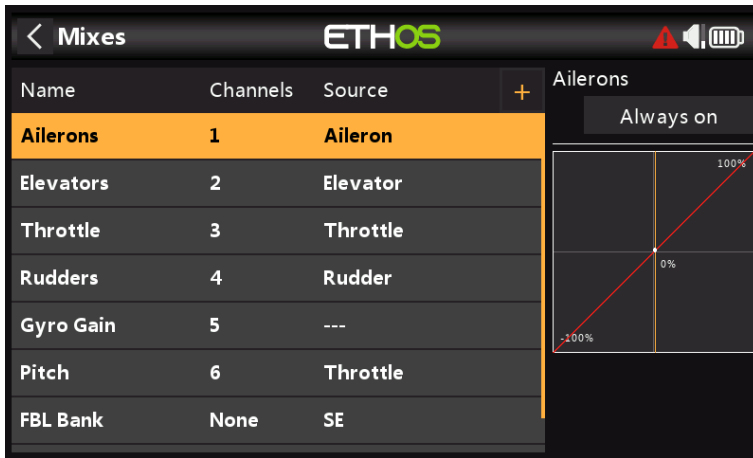 Mixes ETHOS
Name Channels Source +
Ailerons 1 Aileron
Elevators 2 Elevator
Throttle 3 Throttle
Rudders 4 Rudder
Gyro Gain 5 ---
Pitch 6 Throttle
FBL Bank None SE
Ailerons
Always on
100%
0%
-100%